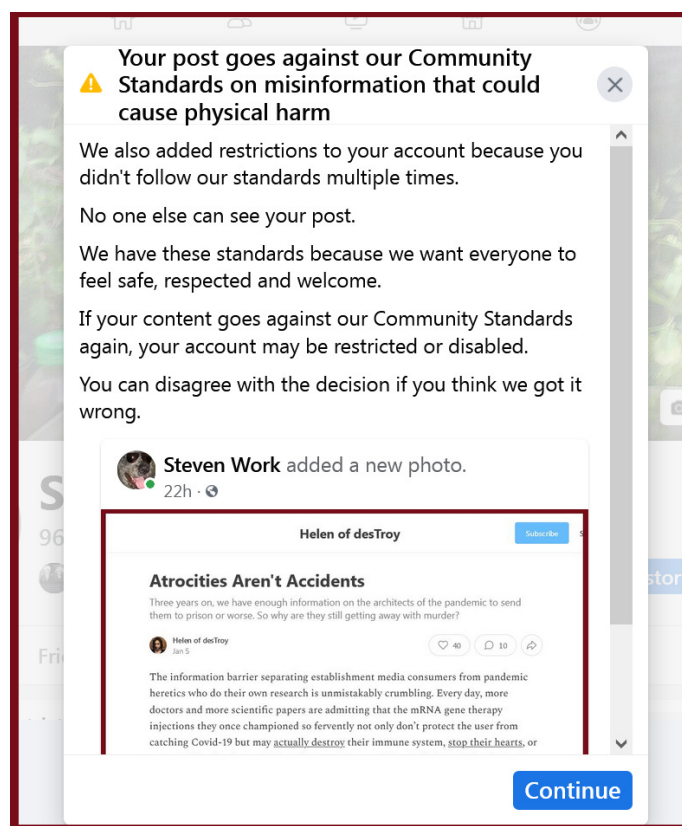 Your post goes against our Community
Standards on misinformation that could
cause physical harm
We also added restrictions to your account because you
didn't follow our standards multiple times.
No one else can see your post.
We have these standards because we want everyone to
feel safe, respected and welcome.
If your content goes against our Community Standards
again, your account may be restricted or disabled.
You can disagree with the decision if you think we got it
wrong.
Steven Work added a new photo.
22h ·
Helen of desTroy
Subscribe
Atrocities Aren't Accidents
Three years on, we have enough information on the architects of the pandemic to send
them to prison or worse. So why are they still getting away with murder?
Helen of desTroy
Jan 5
40
10
The information barrier separating establishment media consumers from pandemic
heretics who do their own research is unmistakably crumbling. Every day, more
doctors and more scientific papers are admitting that the mRNA gene therapy
injections they once championed so fervently not only don't protect the user from
catching Covid-19 but may actually destroy their immune system, stop their hearts, or
Continue
S
96
stor
Frie